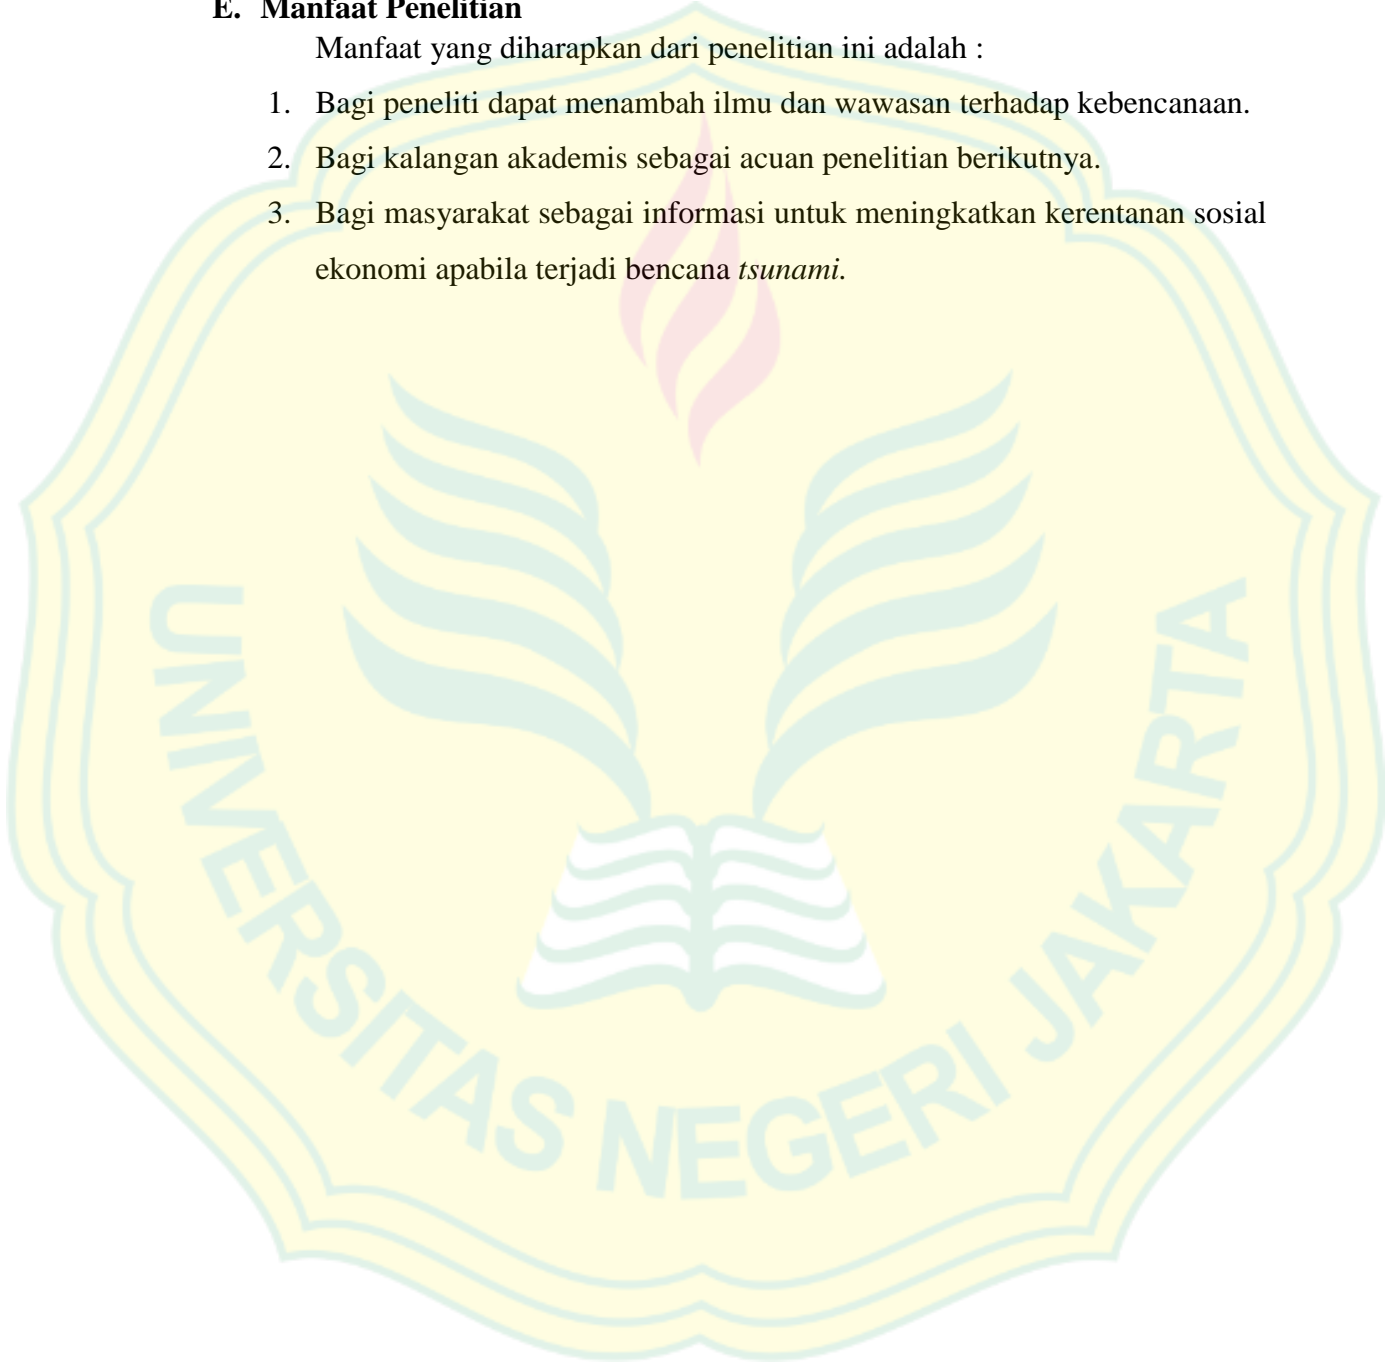 E. Manfaat Penelitian
Manfaat yang diharapkan dari penelitian ini adalah :
1. Bagi peneliti dapat menambah ilmu dan wawasan terhadap kebencanaan.
2. Bagi kalangan akademis sebagai acuan penelitian berikutnya.
3. Bagi masyarakat sebagai informasi untuk meningkatkan kerentanan sosial
ekonomi apabila terjadi bencana tsunami.
UNIVERSITAS NEGERI JAKARTA